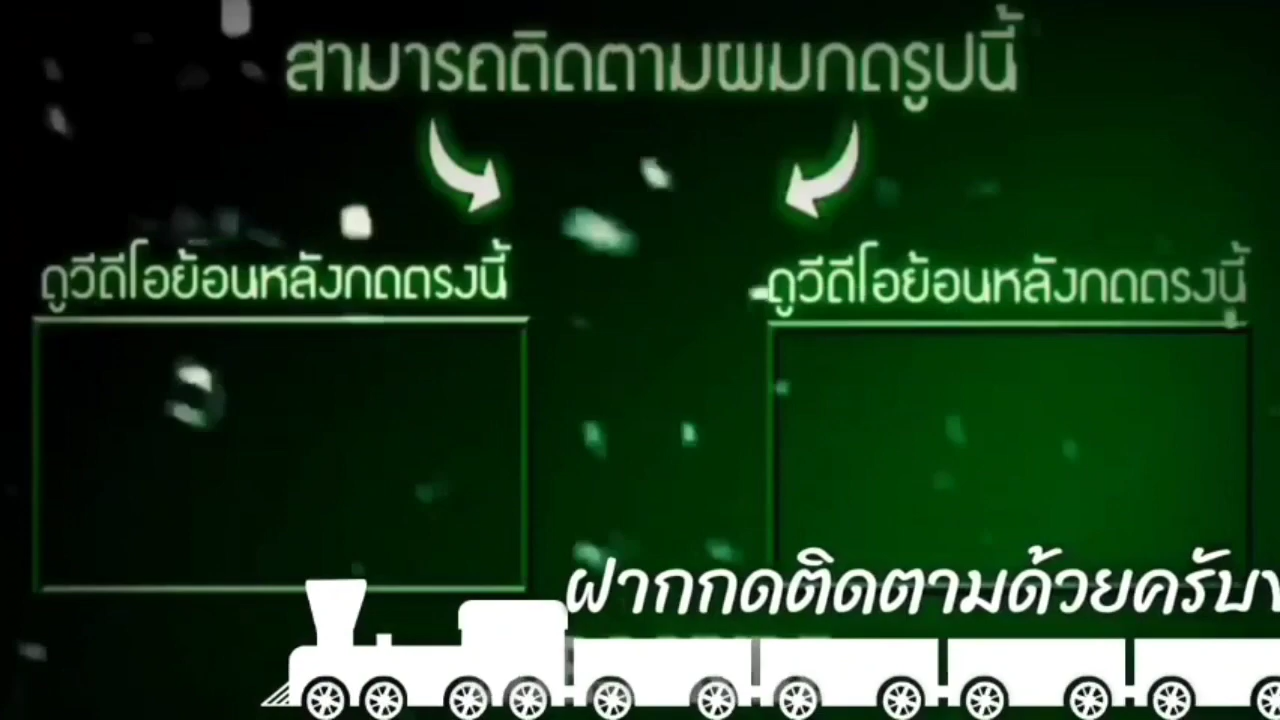 สามารถติดตามผมกดรูปนี้
ดูวีดีโอย้อนหลังกดตรงนี้
ดูวีดีโอย้อนหลังกดตรงนี้
ฝากกดติดตามด้วยครับ